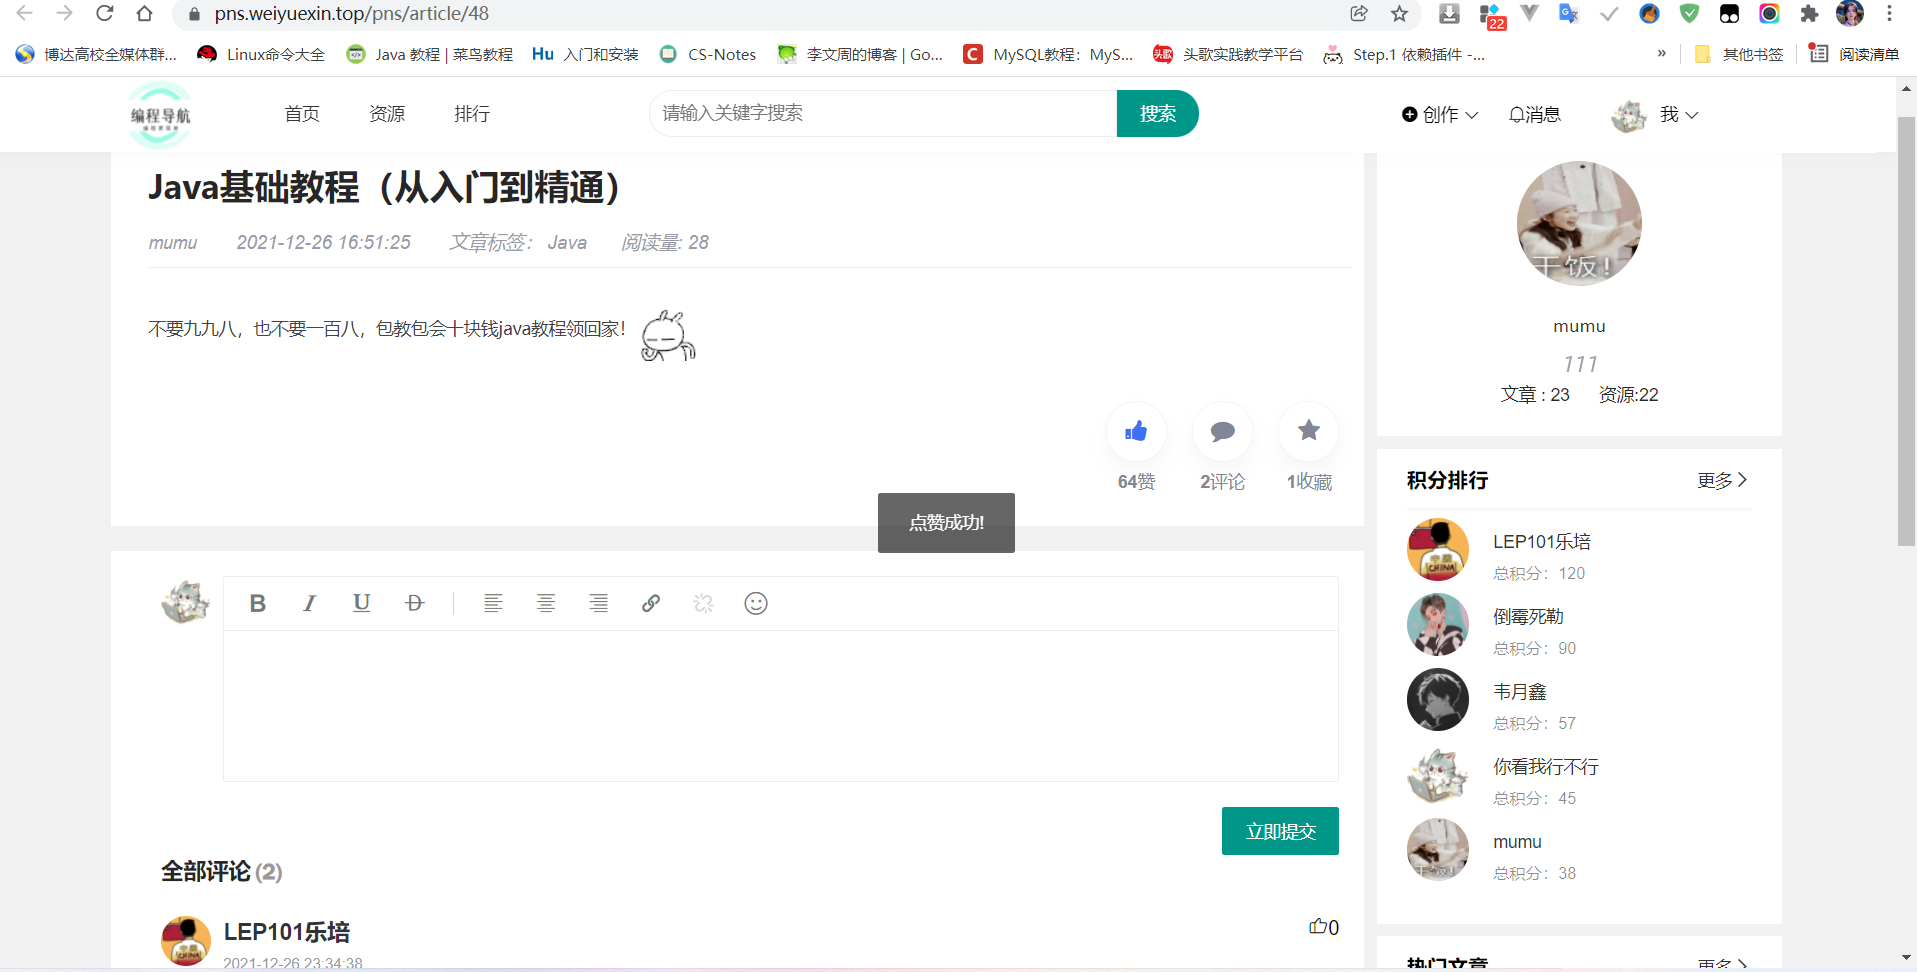 pns.weiyuexin.top/pns/article/48
22
博达高校全媒体群... Linux命令大全 Java 教程 | 菜鸟教程 Hu 入门和安装 CS-Notes 李文周的博客 | Go... C MySQL教程：MyS... 头歌 头歌实践教学平台 Step.1 依赖插件 -... » 其他书签 阅读清单
编程导航 首页 资源 排行 请输入关键字搜索 搜索 创作 消息 我
Java基础教程（从入门到精通）
mumu 2021-12-26 16:51:25 文章标签： Java 阅读量: 28
不要九九八，也不要一百八，包教包会十块钱java教程领回家！
64赞 2评论 1收藏
点赞成功!
B I U D
立即提交
全部评论 (2)
LEP101乐培
0
2021-12-26 23:34:38
干饭!
mumu
111
文章 : 23 资源:22
积分排行 更多
LEP101乐培
总积分：120
倒霉死勒
总积分：90
韦月鑫
总积分：57
你看我行不行
总积分：45
mumu
总积分：38
热门文章 更多